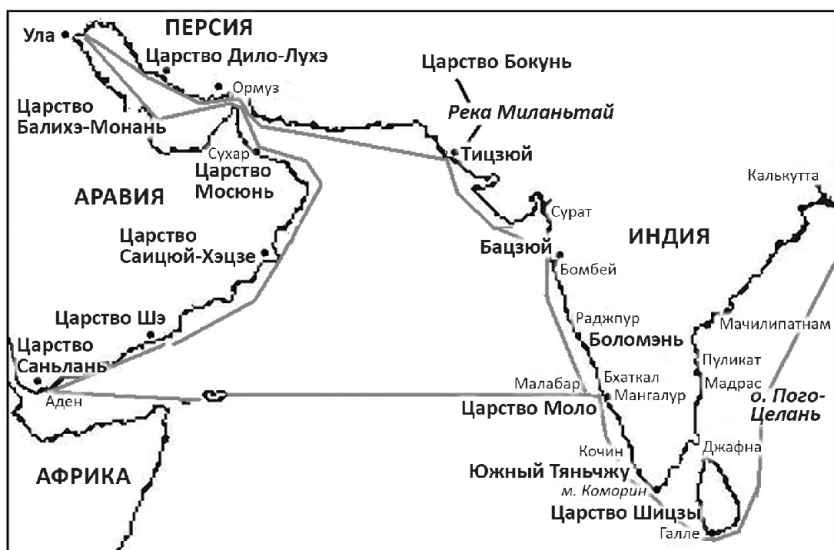 ПЕРСИЯ
Ула
Царство Дило-Лухэ
Ормуз
Царство Бокунь
Царство
Балихэ-Монань
Река Миланьтай
Сухар
Царство
Мосюнь
Тицзюй
Калькутта
АРАВИЯ
Сурат
Царство
Саицюй-Хэцзе
Бацзюй
ИНДИЯ
Бомбей
Царство Шэ
Раджпур
Мачилипатнам
Боломэнь
Царство
Саньлань
Пуликат
Малабар
Бхаткал
Мадрас
Аден
Царство Моло
Мангалур
о. Пого-
Целань
Кочин
Джафна
АФРИКА
Южный Тяньчжу
м. Коморин
Царство Шицзы
Галле